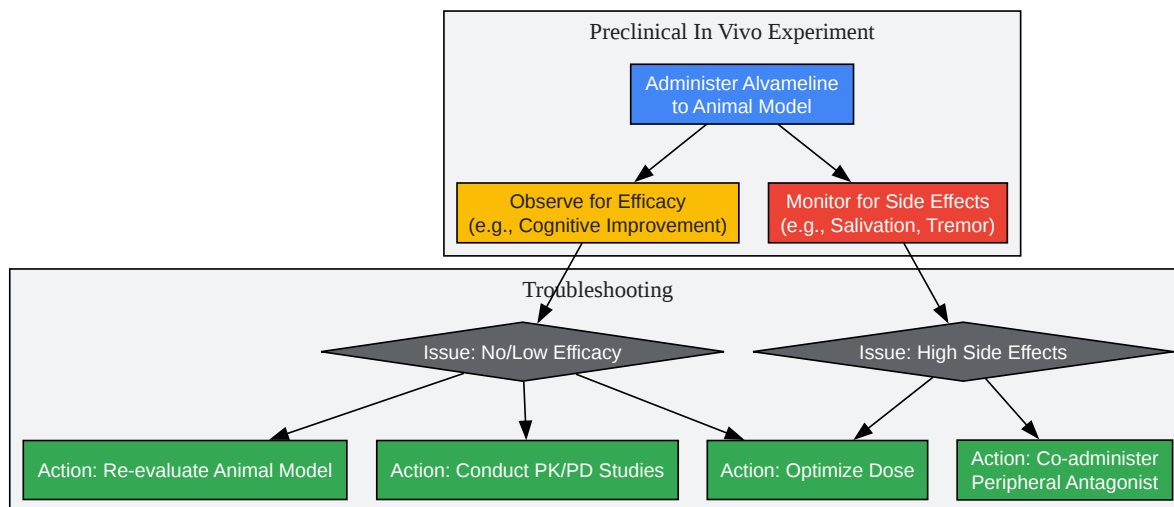 Preclinical In Vivo Experiment
Administer Alvameline
to Animal Model
Observe for Efficacy
(e.g., Cognitive Improvement)
Monitor for Side Effects
(e.g., Salivation, Tremor)
Troubleshooting
Issue: No/Low Efficacy
Issue: High Side Effects
Action: Re-evaluate Animal Model
Action: Conduct PK/PD Studies
Action: Optimize Dose
Action: Co-administer
Peripheral Antagonist